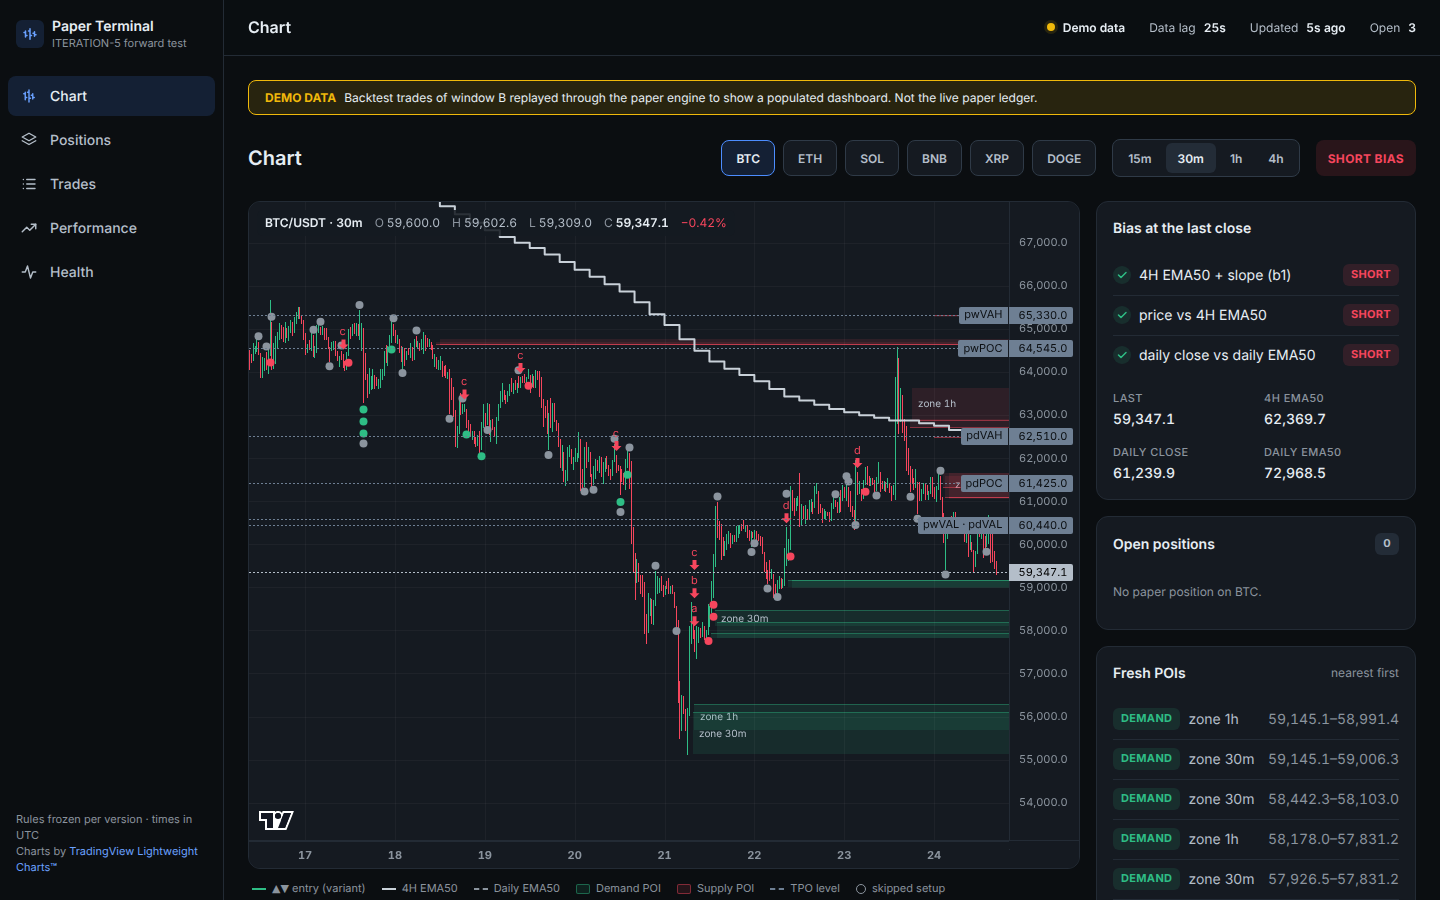 Paper Terminal
ITERATION-5 forward test
Chart
Positions
Trades
Performance
Health
Rules frozen per version · times in
UTC
Charts by TradingView Lightweight
Charts™
Chart
Demo data
Data lag 25s
Updated 5s ago
Open 3
DEMO DATA Backtest trades of window B replayed through the paper engine to show a populated dashboard. Not the live paper ledger.
Chart
BTC
ETH
SOL
BNB
XRP
DOGE
15m
30m
1h
4h
SHORT BIAS
BTC/USDT · 30m O 59,600.0 H 59,602.6 L 59,309.0 C 59,347.1 −0.42%
67,000.0
66,000.0
pwVAH 65,330.0
65,000.0
pwPOC 64,545.0
64,000.0
63,000.0
pdVAH 62,510.0
62,000.0
pdPOC 61,425.0
61,000.0
pwVAL · pdVAL 60,440.0
60,000.0
59,347.1
59,000.0
58,000.0
57,000.0
56,000.0
55,000.0
54,000.0
c
c
c
c
d
d
c
b
a
zone 1h
z
zone 30m
zone 1h
zone 30m
17
18
19
20
21
22
23
24
▲▼ entry (variant)
4H EMA50
Daily EMA50
Demand POI
Supply POI
TPO level
skipped setup
Bias at the last close
4H EMA50 + slope (b1) SHORT
price vs 4H EMA50 SHORT
daily close vs daily EMA50 SHORT
LAST 4H EMA50
59,347.1 62,369.7
DAILY CLOSE DAILY EMA50
61,239.9 72,968.5
Open positions 0
No paper position on BTC.
Fresh POIs nearest first
DEMAND zone 1h 59,145.1–58,991.4
DEMAND zone 30m 59,145.1–59,006.3
DEMAND zone 30m 58,442.3–58,103.0
DEMAND zone 1h 58,178.0–57,831.2
DEMAND zone 30m 57,926.5–57,831.2